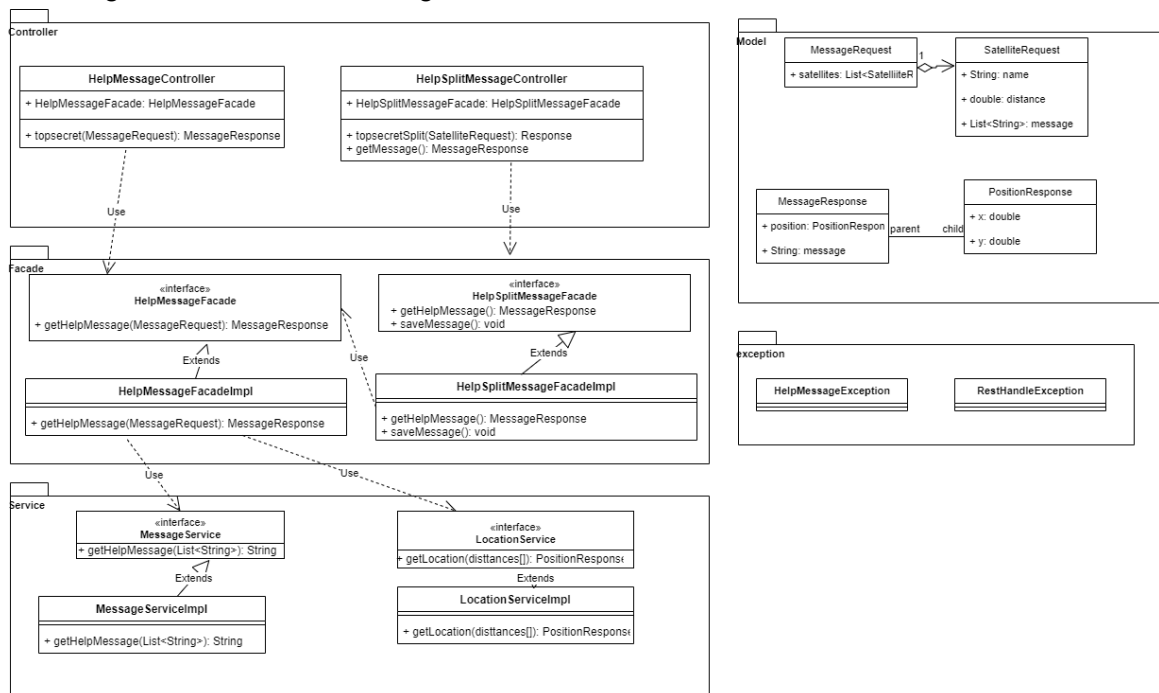 Controller
HelpMessageController
+ HelpMessageFacade: HelpMessageFacade
+ topsecret(MessageRequest): MessageResponse
HelpSplitMessageController
+ HelpSplitMessageFacade: HelpSplitMessageFacade
+ topsecretSplit(SatelliteRequest): Response
+ getMessage(): MessageResponse
Use
Use
Facade
«interface»
HelpMessageFacade
+ getHelpMessage(MessageRequest): MessageResponse
«interface»
HelpSplitMessageFacade
+ getHelpMessage(): MessageResponse
+ saveMessage(): void
Extends
Use
Extends
HelpMessageFacadeImpl
+ getHelpMessage(MessageRequest): MessageResponse
HelpSplitMessageFacadeImpl
+ getHelpMessage(): MessageResponse
+ saveMessage(): void
Use
Use
Service
«interface»
MessageService
+ getHelpMessage(List<String>): String
«interface»
LocationService
+ getLocation(disttances[]): PositionResponse
Extends
Extends
MessageServiceImpl
+ getHelpMessage(List<String>): String
LocationServiceImpl
+ getLocation(disttances[]): PositionResponse
Model
MessageRequest
+ satellites: List<SatelliiteR
1
SatelliteRequest
+ String: name
+ double: distance
+ List<String>: message
MessageResponse
+ position: PositionRespon
+ String: message
parent
child
PositionResponse
+ x: double
+ y: double
exception
HelpMessageException
RestHandleException